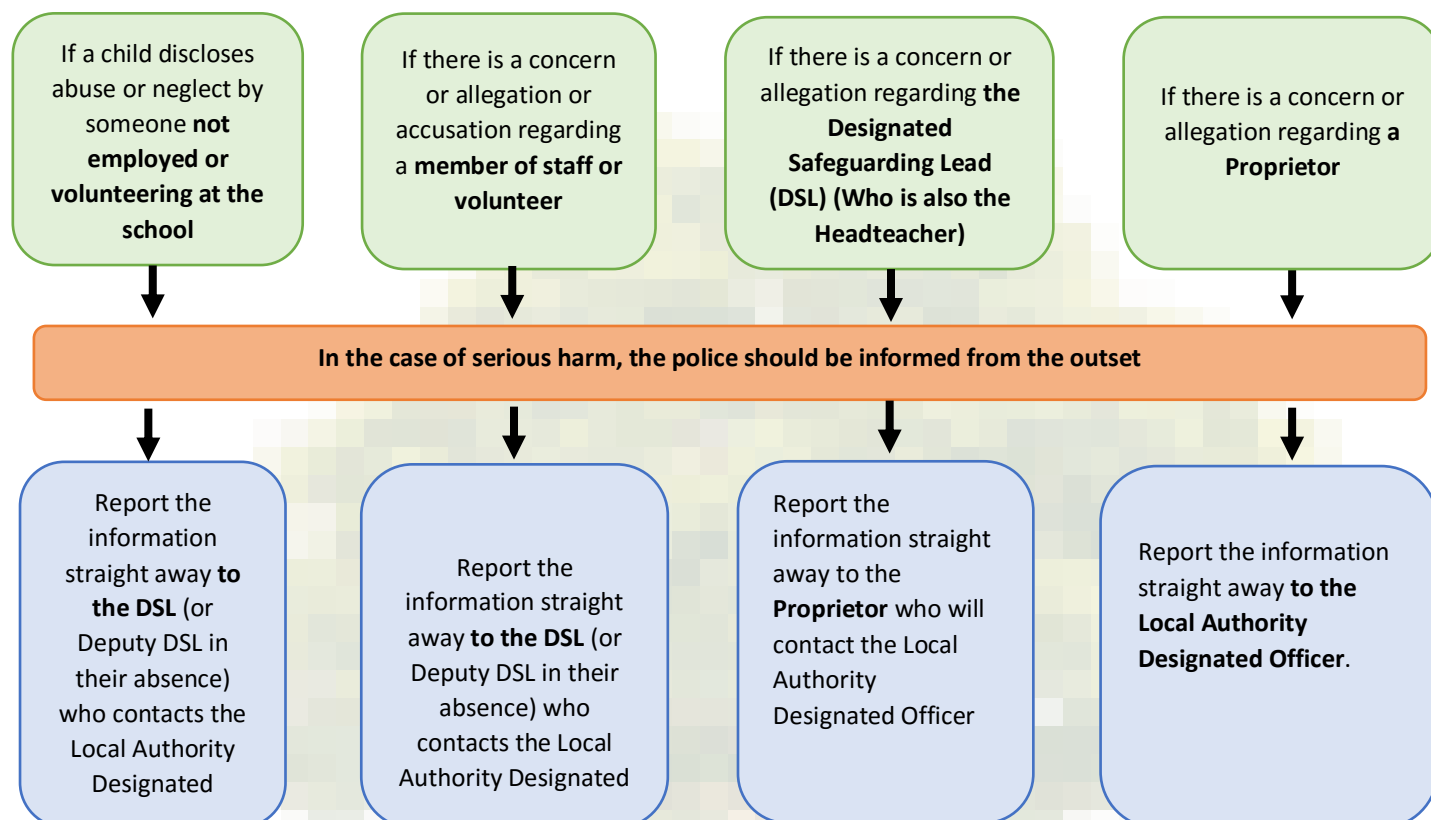 If a child discloses
abuse or neglect by
someone not
employed or
volunteering at the
school
If there is a concern
or allegation or
accusation regarding
a member of staff or
volunteer
If there is a concern or
allegation regarding the
Designated
Safeguarding Lead
(DSL) (Who is also the
Headteacher)
If there is a concern or
allegation regarding a
Proprietor
In the case of serious harm, the police should be informed from the outset
Report the
information
straight away to
the DSL (or
Deputy DSL in
their absence)
who contacts the
Local Authority
Designated
Report the
information straight
away to the DSL (or
Deputy DSL in their
absence) who
contacts the Local
Authority Designated
Report the
information straight
away to the
Proprietor who will
contact the Local
Authority
Designated Officer
Report the information
straight away to the
Local Authority
Designated Officer.